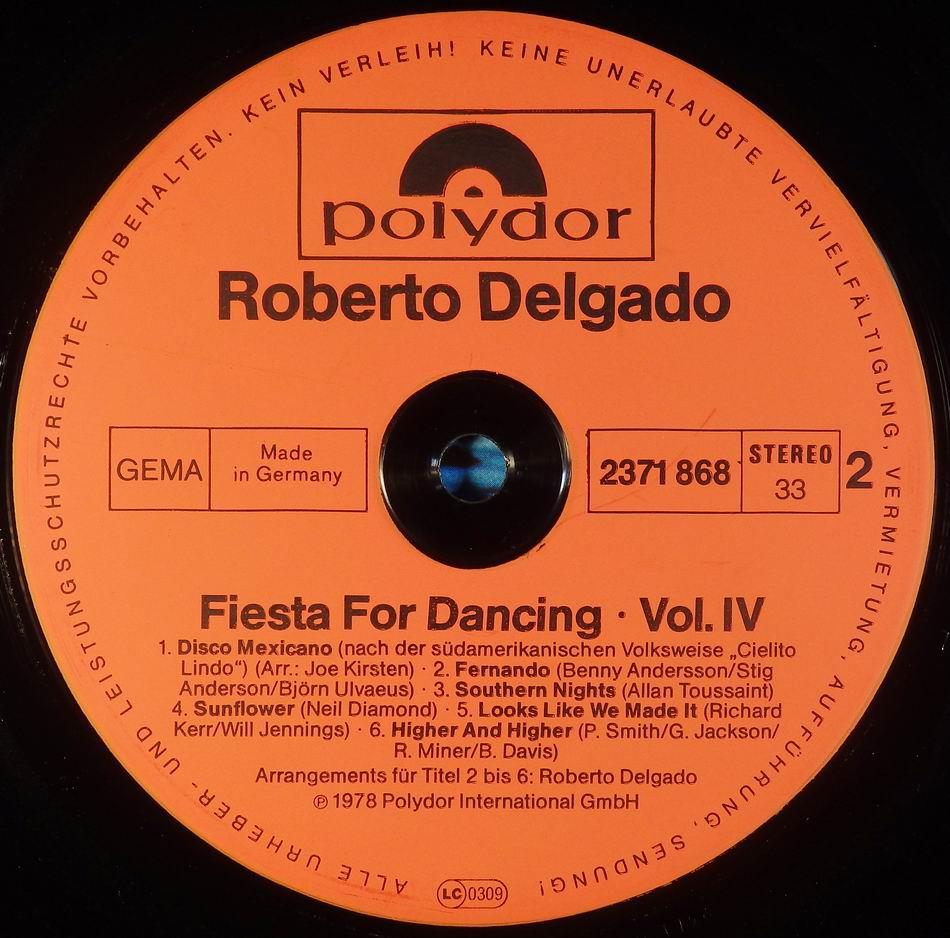 ALLE URHEBER- UND LEISTUNGSSCHUTZRECHTE VORBEHALTEN. KEIN VERLEIH! KEINE UNERLAUBTE VERVIELFÄLTIGUNG, VERMIETUNG, AUFFÜHRUNG, SENDUNG!
polydor
Roberto Delgado
GEMA
Made
in Germany
2371 868
STEREO
33
2
Fiesta For Dancing · Vol. IV
1. Disco Mexicano (nach der südamerikanischen Volksweise „Cielito
Lindo“) (Arr.: Joe Kirsten) · 2. Fernando (Benny Andersson/Stig
Anderson/Björn Ulvaeus) · 3. Southern Nights (Allan Toussaint)
4. Sunflower (Neil Diamond) · 5. Looks Like We Made It (Richard
Kerr/Will Jennings) · 6. Higher And Higher (P. Smith/G. Jackson/
R. Miner/B. Davis)
Arrangements für Titel 2 bis 6: Roberto Delgado
℗ 1978 Polydor International GmbH
LC 0309